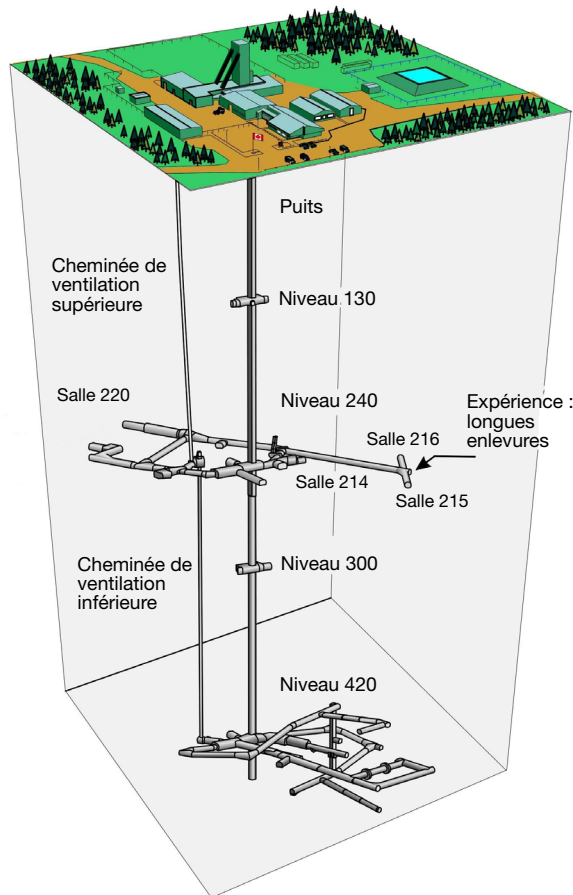 Puits
Cheminée de
ventilation
supérieure
Niveau 130
Salle 220
Niveau 240
Expérience :
longues
enlevures
Salle 216
Salle 214
Salle 215
Cheminée de
ventilation
inférieure
Niveau 300
Niveau 420